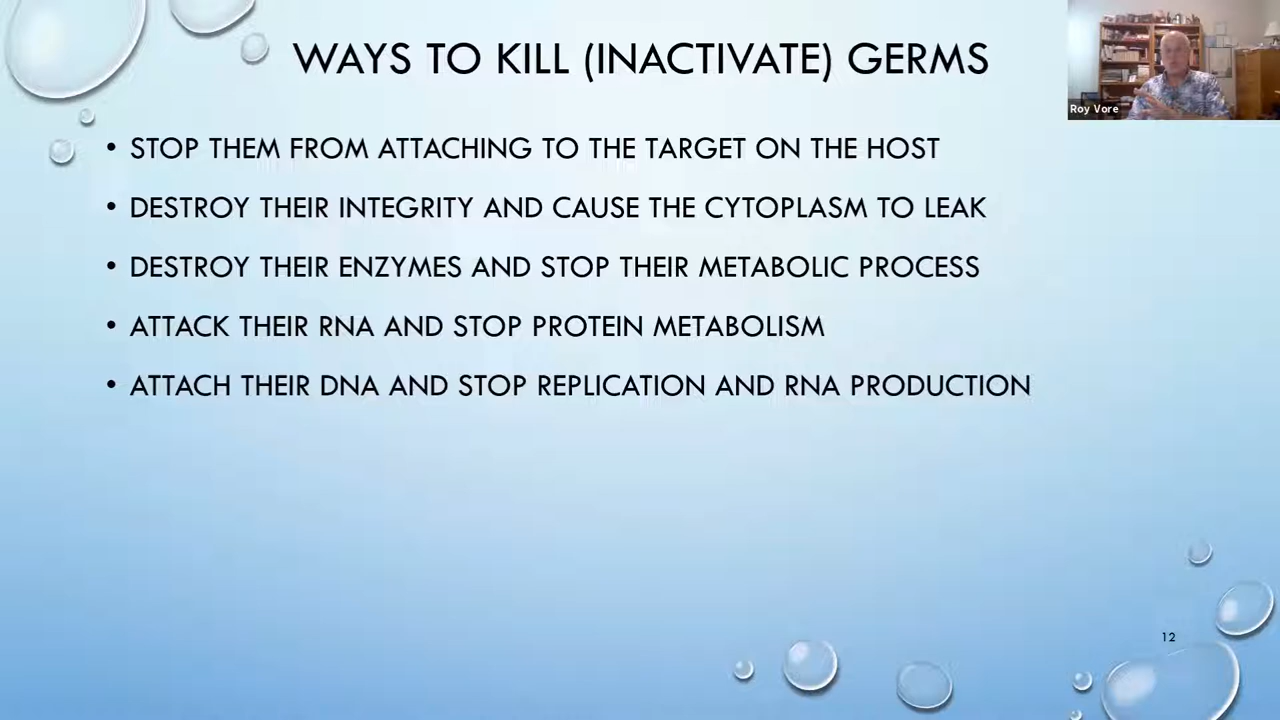 WAYS TO KILL (INACTIVATE) GERMS
Roy Vore
• STOP THEM FROM ATTACHING TO THE TARGET ON THE HOST
• DESTROY THEIR INTEGRITY AND CAUSE THE CYTOPLASM TO LEAK
• DESTROY THEIR ENZYMES AND STOP THEIR METABOLIC PROCESS
• ATTACK THEIR RNA AND STOP PROTEIN METABOLISM
• ATTACH THEIR DNA AND STOP REPLICATION AND RNA PRODUCTION
12